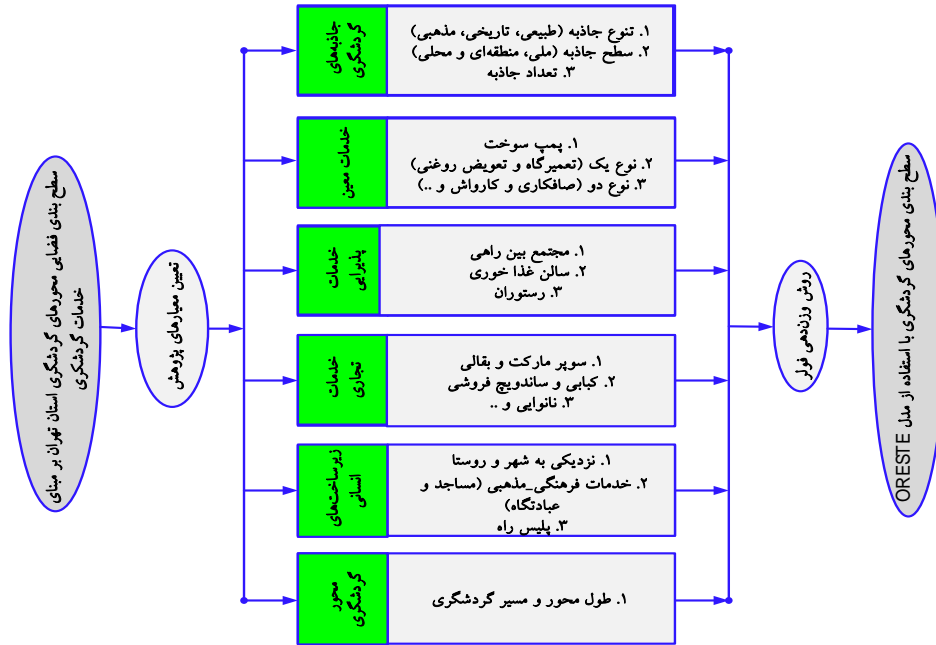 سطح بندی فضایی محورهای گردشگری استان تهران بر مبنای
خدمات گردشگری
تعیین معیارهای پژوهش
جاذبه‌های
گردشگری
۱. تنوع جاذبه (طبیعی، تاریخی، مذهبی)
۲. سطح جاذبه (ملی، منطقه‌ای و محلی)
۳. تعداد جاذبه
خدمات معین
۱. پمپ سوخت
۲. نوع یک (تعمیرگاه و تعویض روغنی)
۳. نوع دو (صافکاری و کارواش و ..)
خدمات
پذیرایی
۱. مجتمع بین راهی
۲. سالن غذا خوری
۳. رستوران
خدمات
تجاری
۱. سوپر مارکت و بقالی
۲. کبابی و ساندویچ فروشی
۳. نانوایی و ..
زیرساخت‌های
انسانی
۱. نزدیکی به شهر و روستا
۲. خدمات فرهنگی_مذهبی (مساجد و
عبادتگاه)
۳. پلیس راه
محور
گردشگری
۱. طول محور و مسیر گردشگری
روش وزن‌دهی فولر
سطح بندی محورهای گردشگری با استفاده از مدل ORESTE